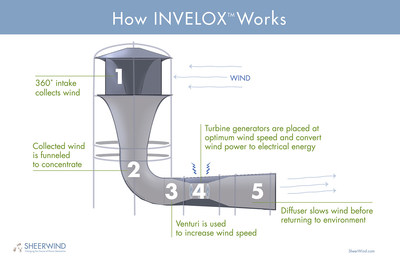 How INVELOX™ Works
1
360° intake
collects wind
WIND
Turbine generators are placed at
optimum wind speed and convert
wind power to electrical energy
Collected wind
is funneled
to concentrate
2
3
4
5
Venturi is used
to increase wind speed
Diffuser slows wind before
returning to environment
SHEERWIND
SheerWind.com